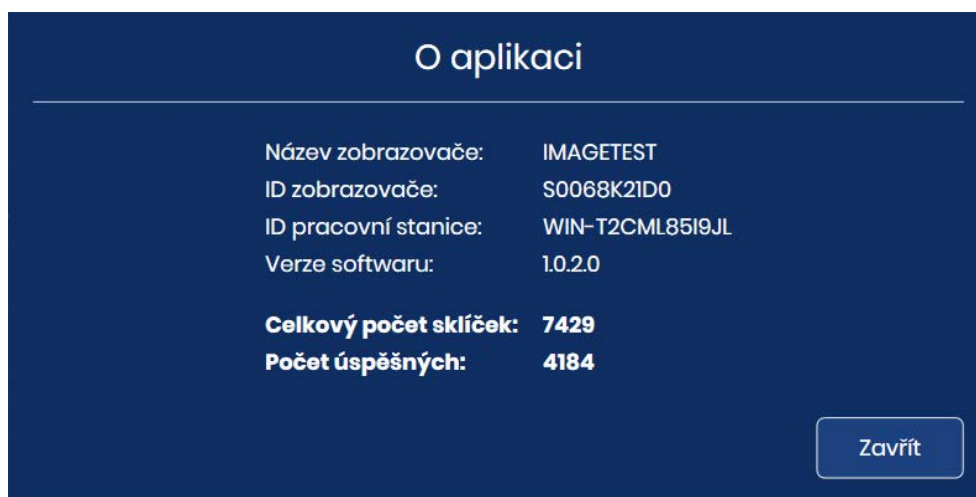 O aplikaci
Název zobrazovače: IMAGETEST
ID zobrazovače: S0068K21D0
ID pracovní stanice: WIN-T2CML85I9JL
Verze softwaru: 1.0.2.0
Celkový počet sklíček: 7429
Počet úspěšných: 4184
Zavřít